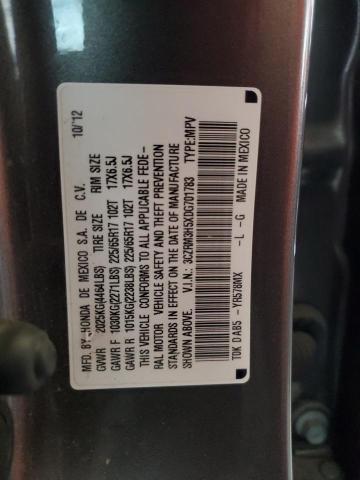 MFD. BY HONDA DE MEXICO S.A. DE C.V. 10/'12
GVWR 2025KG(4464LBS) TIRE SIZE RIM SIZE
GAWR F 1030KG(2271LBS) 225/65R17 102T 17X6.5J
GAWR R 1015KG(2238LBS) 225/65R17 102T 17X6.5J
THIS VEHICLE CONFORMS TO ALL APPLICABLE FEDE-
RAL MOTOR VEHICLE SAFETY AND THEFT PREVENTION
STANDARDS IN EFFECT ON THE DATE OF MANUFACTURE
SHOWN ABOVE. V.I.N.: 3CZRM3H5XDG701783 TYPE:MPV
TDK DAB5 -YR578MX -L -G MADE IN MEXICO